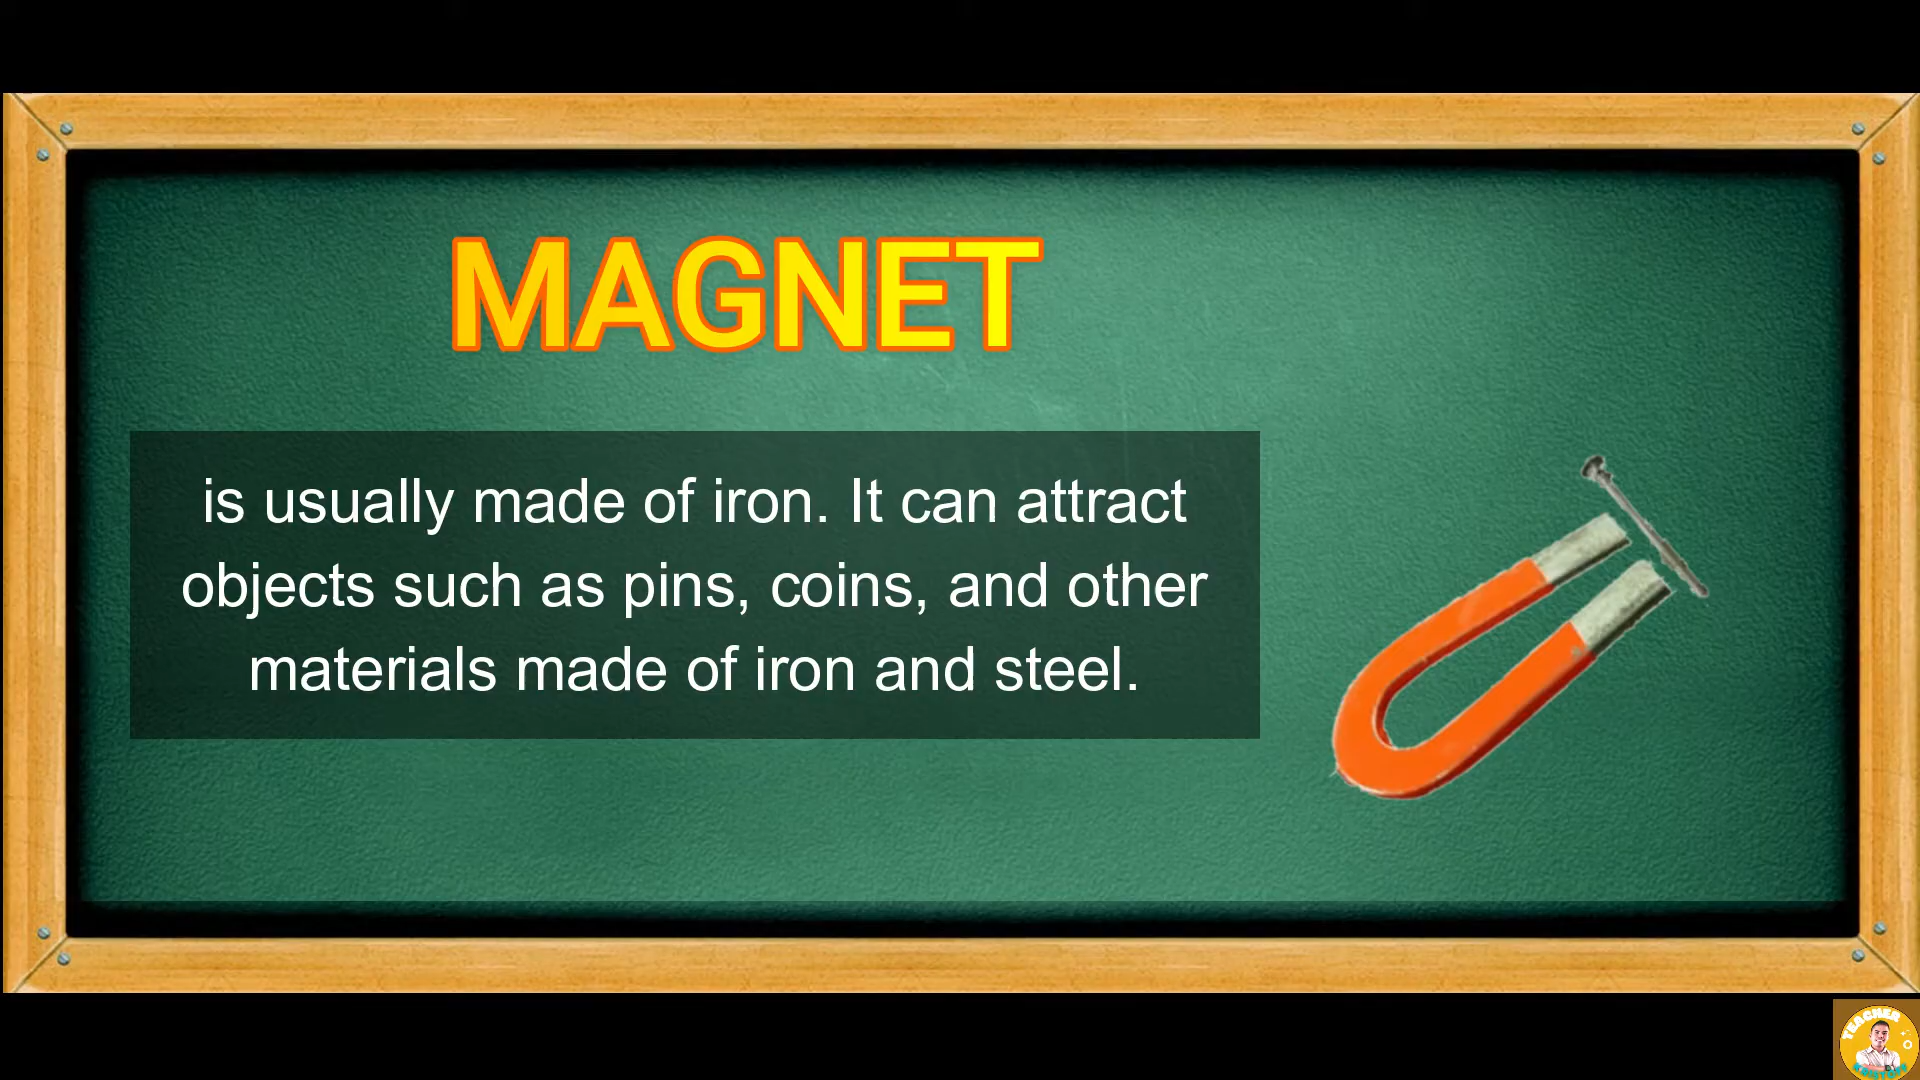 MAGNET
is usually made of iron. It can attract
objects such as pins, coins, and other
materials made of iron and steel.
TEACHER